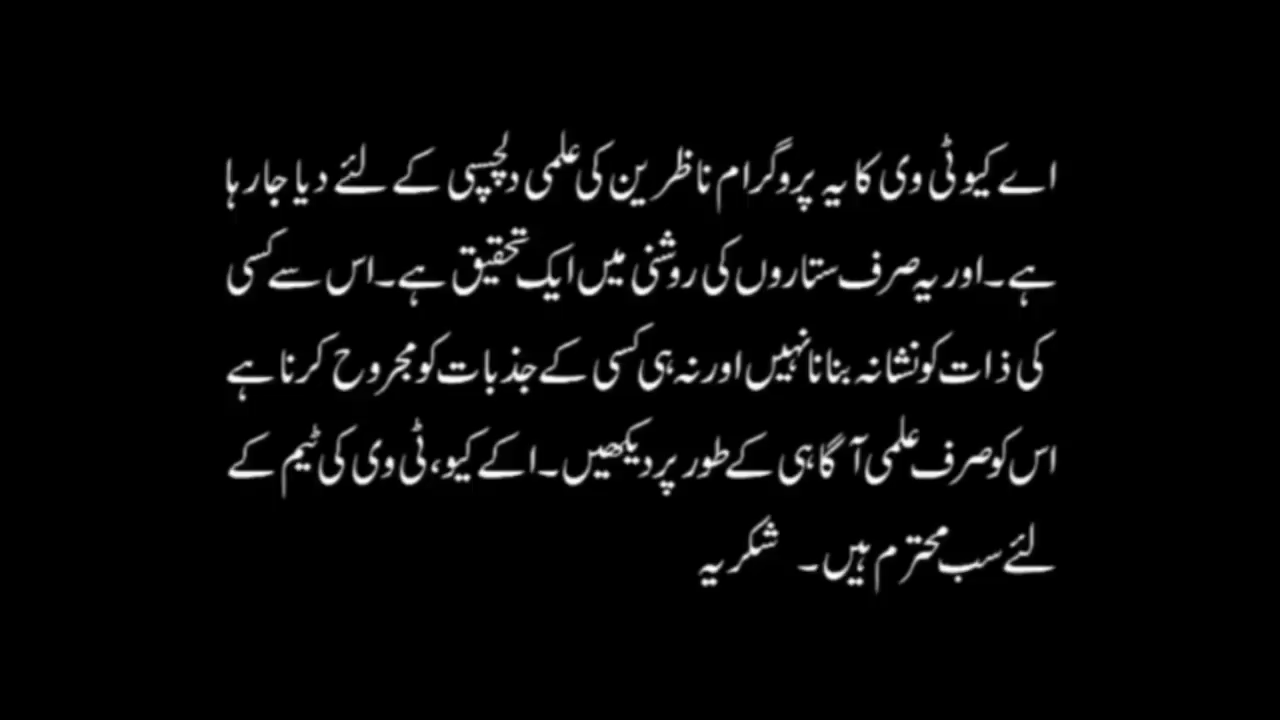 اے کیو ٹی وی کا یہ پروگرام ناظرین کی علمی دلچسپی کے لئے دیا جا رہا
ہے۔ اور یہ صرف ستاروں کی روشنی میں ایک تحقیق ہے۔ اس سے کسی
کی ذات کو نشانہ بنانا نہیں اور نہ ہی کسی کے جذبات کو مجروح کرنا ہے
اس کو صرف علمی آگاہی کے طور پر دیکھیں۔ اکے کیو، ٹی وی کی ٹیم کے
لئے سب محترم ہیں۔ شکریہ